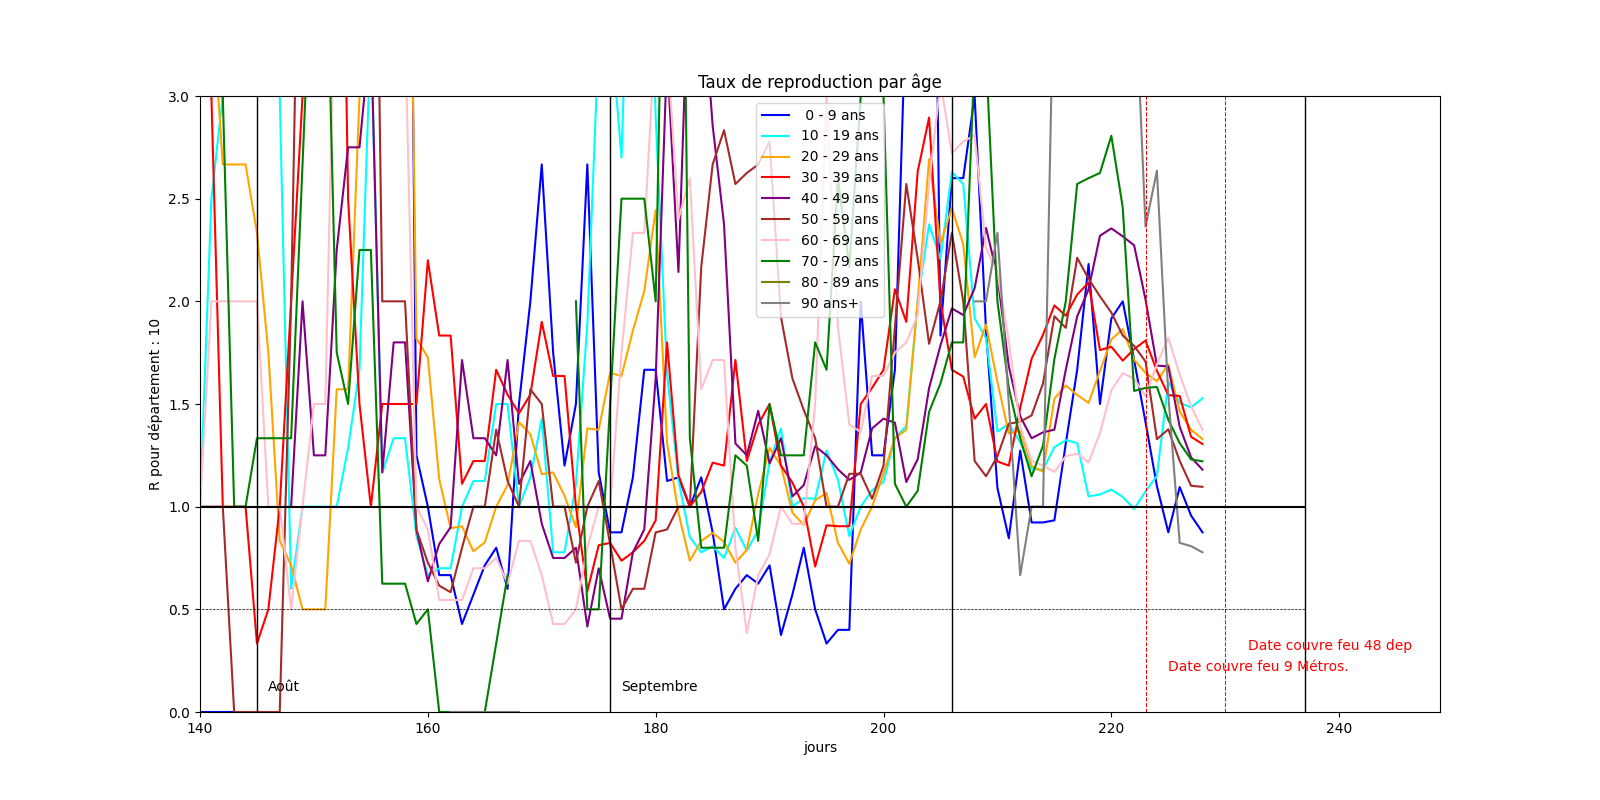 Taux de reproduction par âge
R pour département : 10
3.0
2.5
2.0
1.5
1.0
0.5
0.0
0 - 9 ans
10 - 19 ans
20 - 29 ans
30 - 39 ans
40 - 49 ans
50 - 59 ans
60 - 69 ans
70 - 79 ans
80 - 89 ans
90 ans+
Date couvre feu 48 dep
Date couvre feu 9 Métros.
Août
Septembre
140
160
180
200
220
240
jours